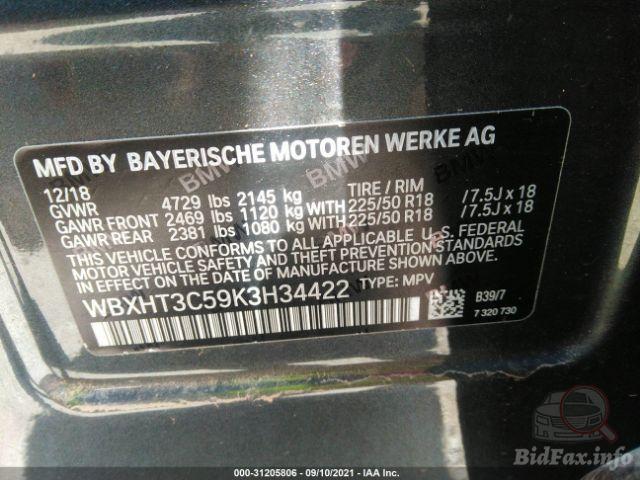 MFD BY BAYERISCHE MOTOREN WERKE AG
12/18 TIRE / RIM
GVWR 4729 lbs 2145 kg
GAWR FRONT 2469 lbs 1120 kg WITH 225/50 R18 /7.5J x 18
GAWR REAR 2381 lbs 1080 kg WITH 225/50 R18 /7.5J x 18
THIS VEHICLE CONFORMS TO ALL APPLICABLE U.S. FEDERAL
MOTOR VEHICLE SAFETY AND THEFT PREVENTION STANDARDS
IN EFFECT ON THE DATE OF MANUFACTURE SHOWN ABOVE.
WBXHT3C59K3H34422 TYPE: MPV
B39/7
7 320 730
BidFax.info
000-31205806 - 09/10/2021 - IAA Inc.